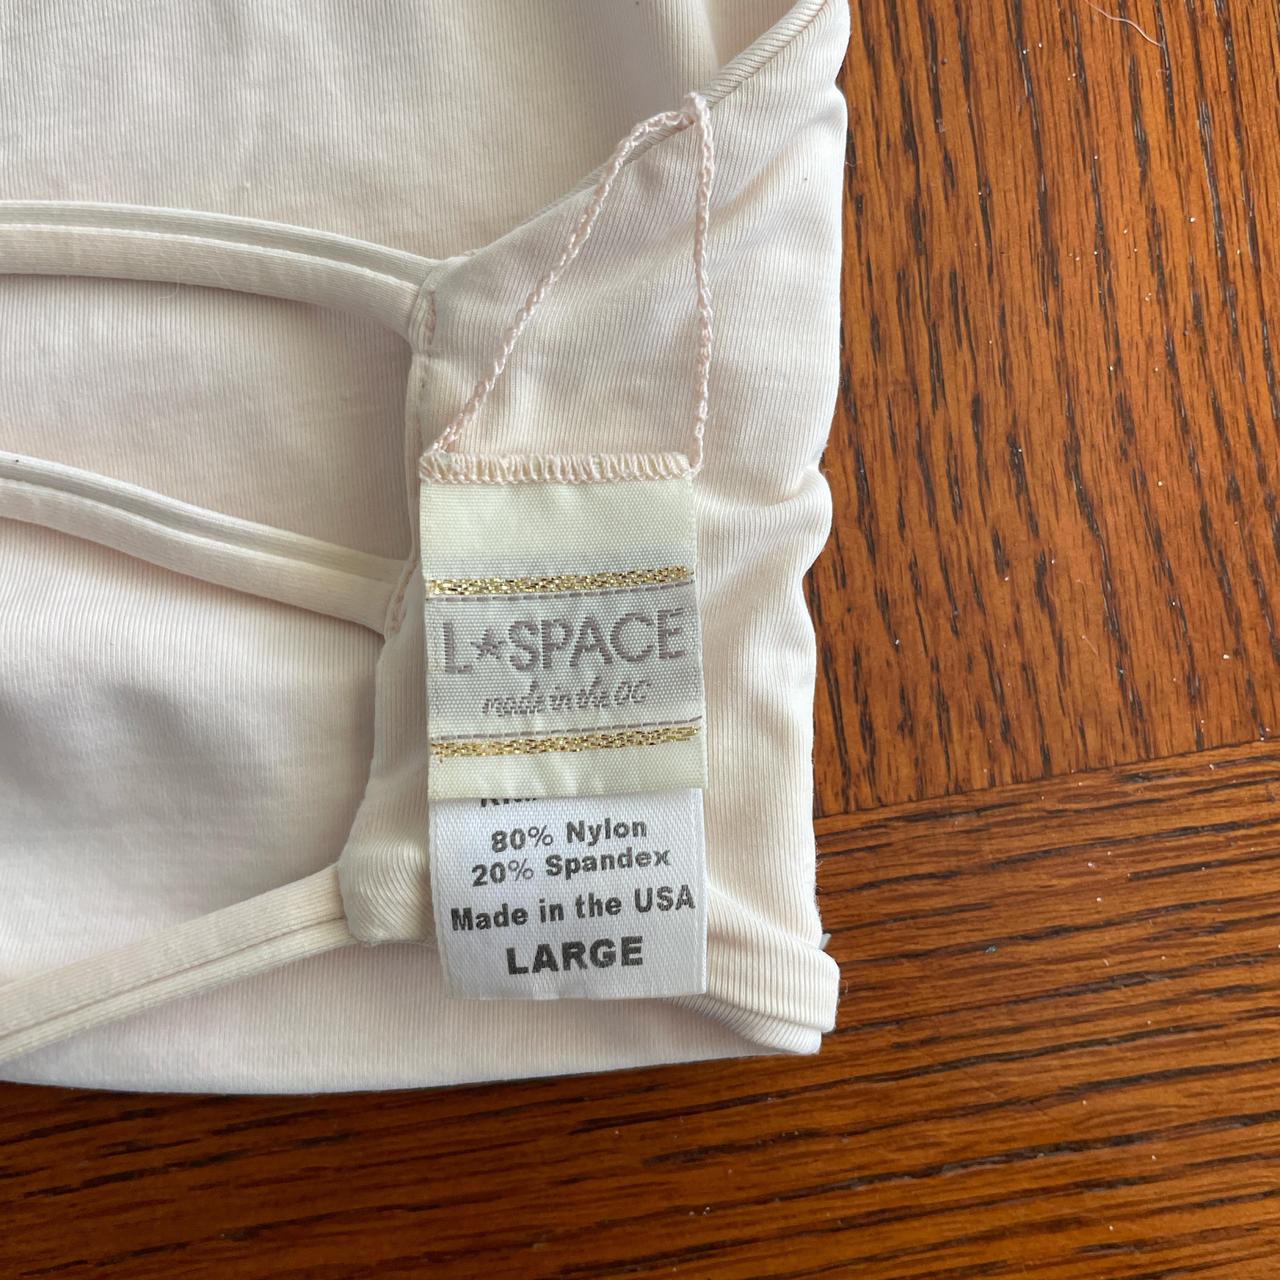 L★SPACE
made in the OC
80% Nylon
20% Spandex
Made in the USA
LARGE